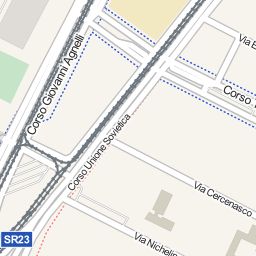 Corso Giovanni Agnelli
Corso Unione Sovietica
Corso
Via
Via Cercenasco
Via Nichelin
SR23